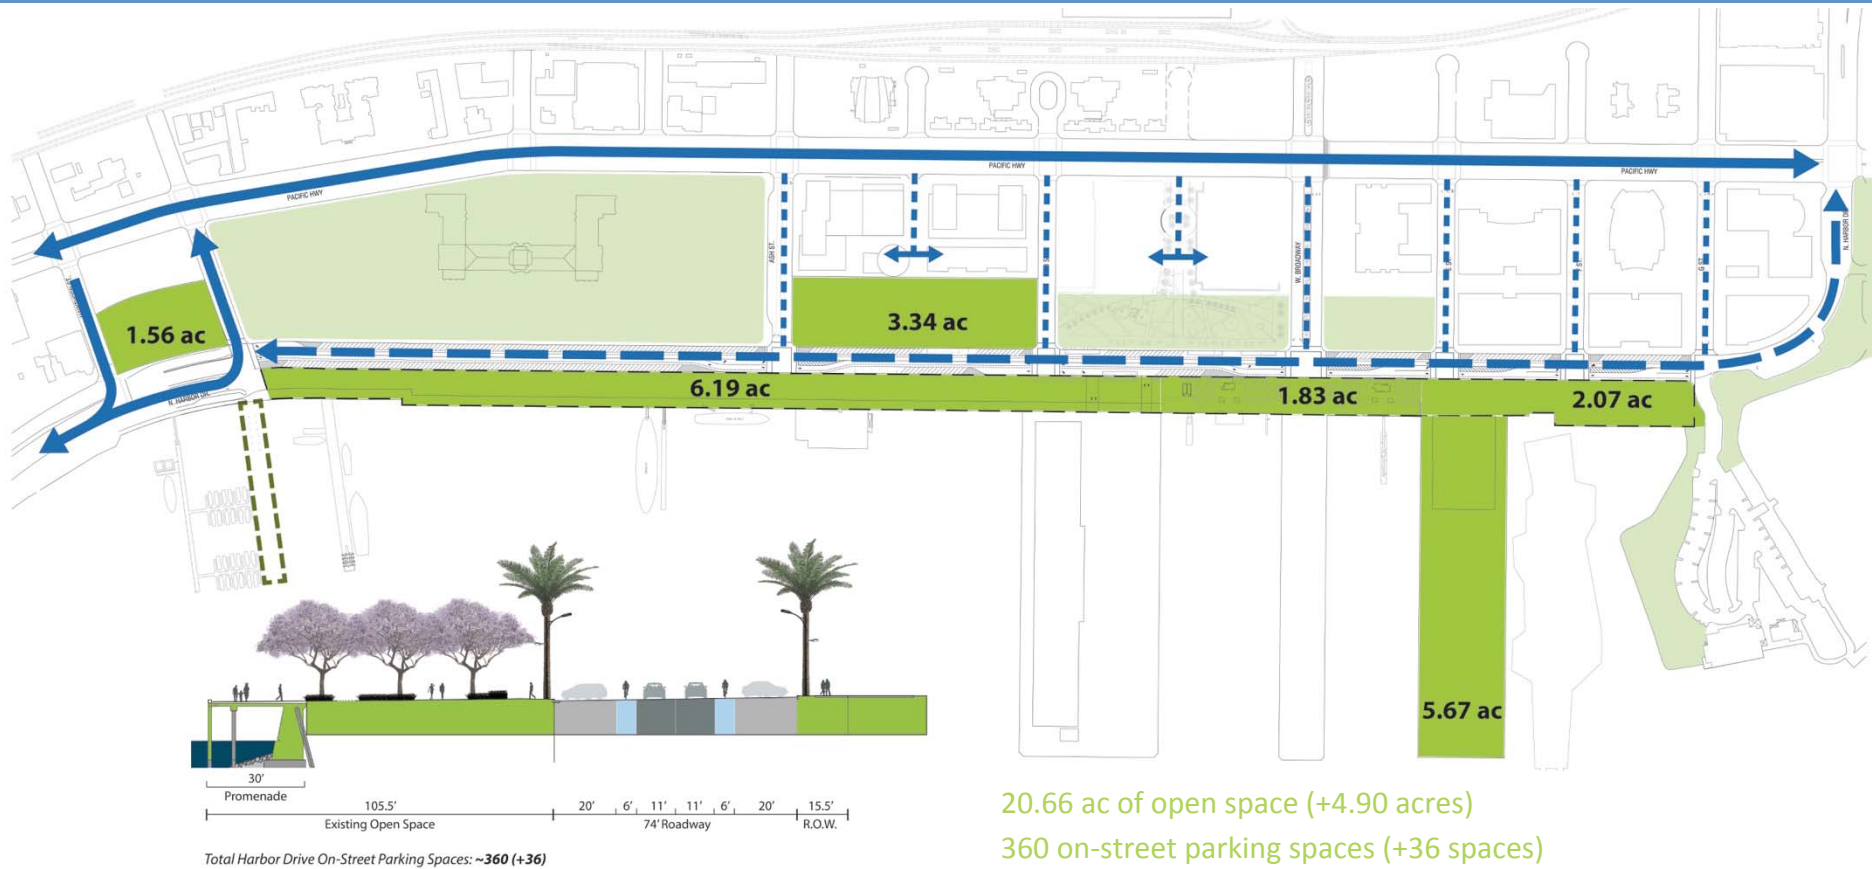 PACIFIC HWY
PACIFIC HWY
PACIFIC HWY
ASH ST.
W. BROADWAY
G ST.
N. HARBOR DR.
1.56 ac
3.34 ac
6.19 ac
1.83 ac
2.07 ac
N. HARBOR DR.
5.67 ac
30'
Promenade
105.5' 20' 6' 11' 11' 6' 20' 15.5'
Existing Open Space 74' Roadway R.O.W.
Total Harbor Drive On-Street Parking Spaces: ~360 (+36)
20.66 ac of open space (+4.90 acres)
360 on-street parking spaces (+36 spaces)